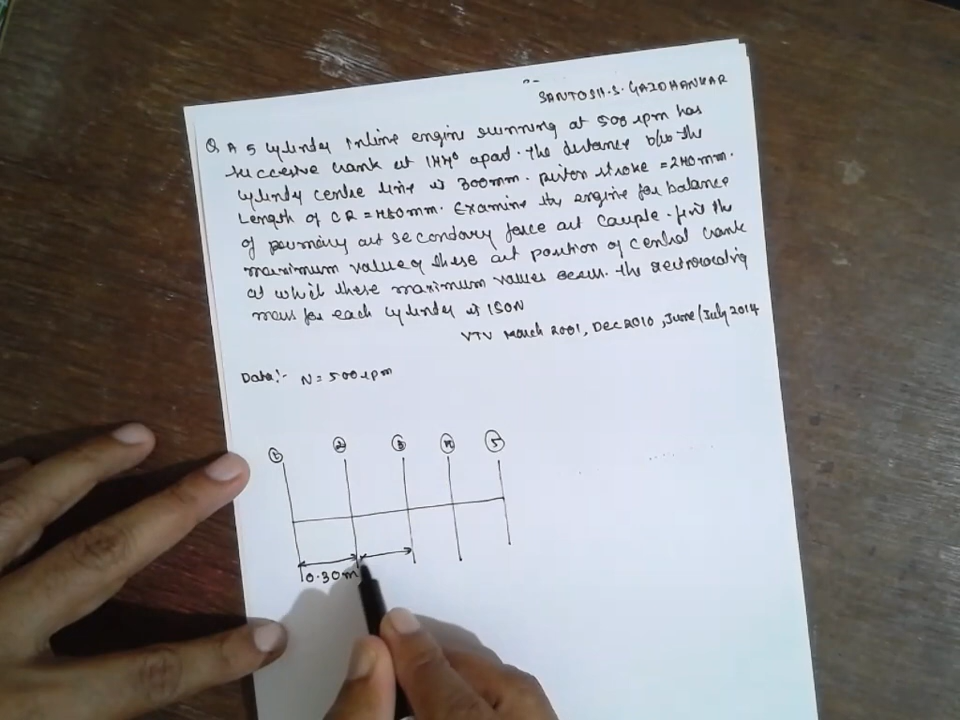 SANTOSH.S.GAIDHANKAR
Q. A 5 cylinder inline engine running at 500 rpm has
successive crank at 144° apart. The distance b/w the
cylinder centre line is 300mm. piston stroke = 240mm.
Length of CR = 480mm. Examine the engine for balance
of primary and secondary force and couple. find the
maximum value of these and position of central crank
at which these maximum values occur. The reciprocating
mass for each cylinder is 150N
VTU March 2001, Dec 2010, June/July 2014
Data:- N = 500 rpm
1 2 3 4 5
0.30m